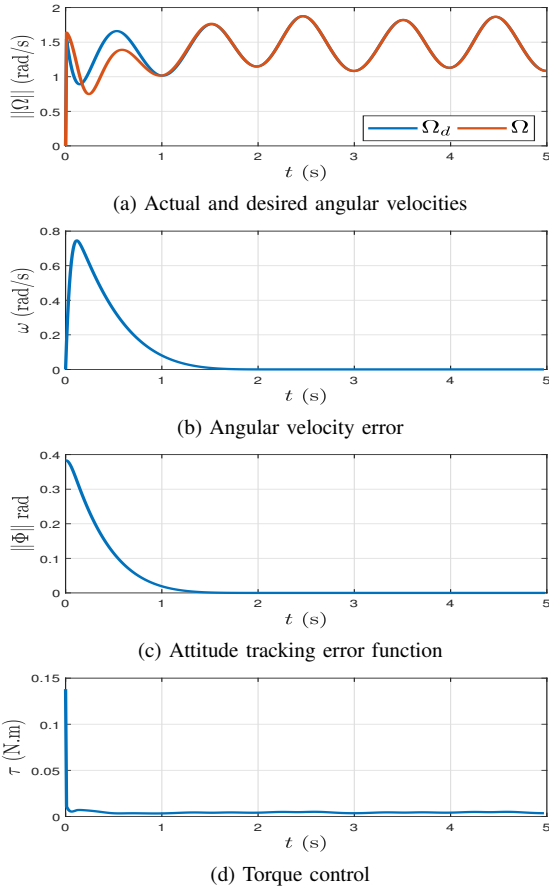 2
1.5
1
0.5
0
||Ω|| (rad/s)
Ω_d Ω
0 1 2 3 4 5
t (s)
(a) Actual and desired angular velocities
0.8
0.6
0.4
0.2
0
ω (rad/s)
0 1 2 3 4 5
t (s)
(b) Angular velocity error
0.4
0.3
0.2
0.1
0
||Φ|| rad
0 1 2 3 4 5
t (s)
(c) Attitude tracking error function
0.15
0.1
0.05
0
τ (N.m)
0 1 2 3 4 5
t (s)
(d) Torque control